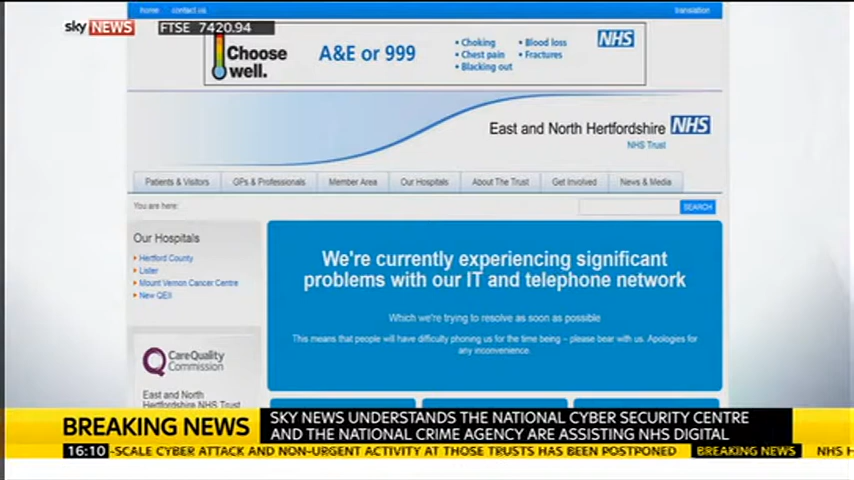 home contact us translation
sky NEWS FTSE 7420.94
Choose well.
A&E or 999
• Choking
• Chest pain
• Blacking out
• Blood loss
• Fractures
NHS
East and North Hertfordshire NHS
NHS Trust
Patients & Visitors GPs & Professionals Member Area Our Hospitals About The Trust Get Involved News & Media
You are here: SEARCH
Our Hospitals
Hertford County
Lister
Mount Vernon Cancer Centre
New QEII
CareQuality
Commission
East and North
Hertfordshire NHS Trust
We're currently experiencing significant
problems with our IT and telephone network
Which we're trying to resolve as soon as possible
This means that people will have difficulty phoning us for the time being – please bear with us. Apologies for
any inconvenience.
BREAKING NEWS
SKY NEWS UNDERSTANDS THE NATIONAL CYBER SECURITY CENTRE
AND THE NATIONAL CRIME AGENCY ARE ASSISTING NHS DIGITAL
16:10 -SCALE CYBER ATTACK AND NON-URGENT ACTIVITY AT THOSE TRUSTS HAS BEEN POSTPONED BREAKING NEWS NHS H